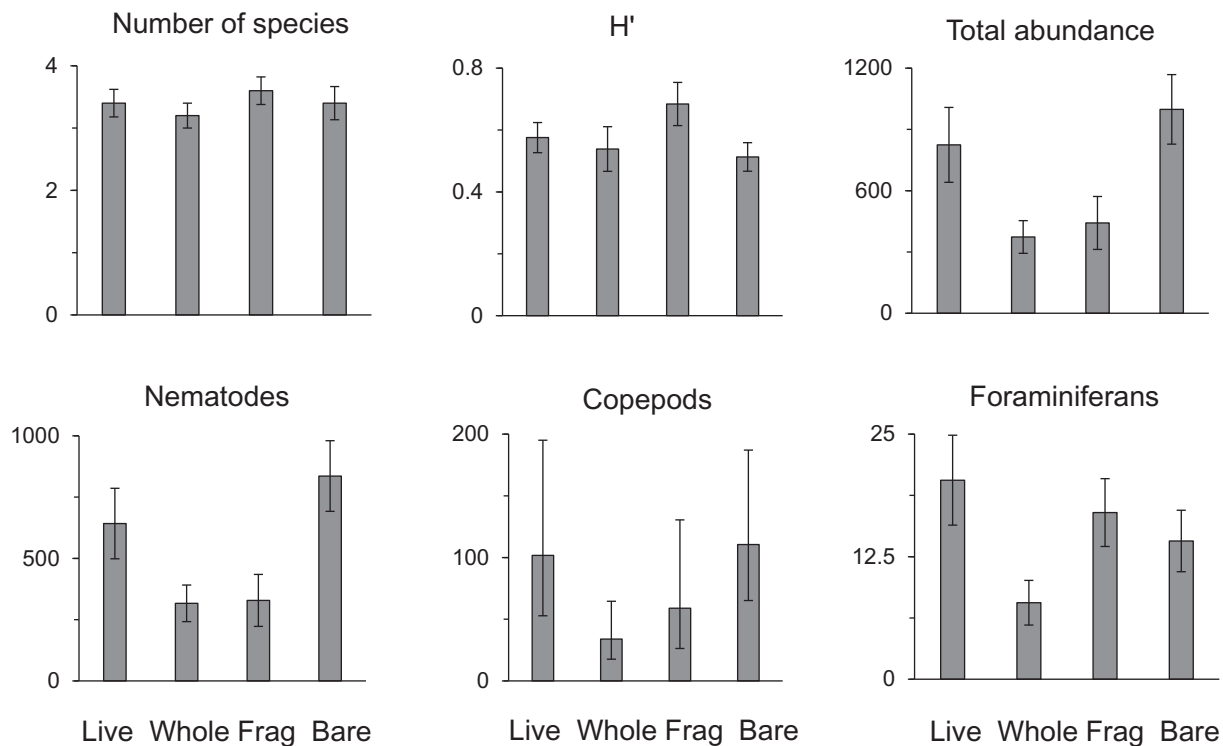 Number of species
H'
Total abundance
4
2
0
0.8
0.4
0
1200
600
0
Nematodes
Copepods
Foraminiferans
1000
500
0
200
100
0
25
12.5
0
Live Whole Frag Bare
Live Whole Frag Bare
Live Whole Frag Bare